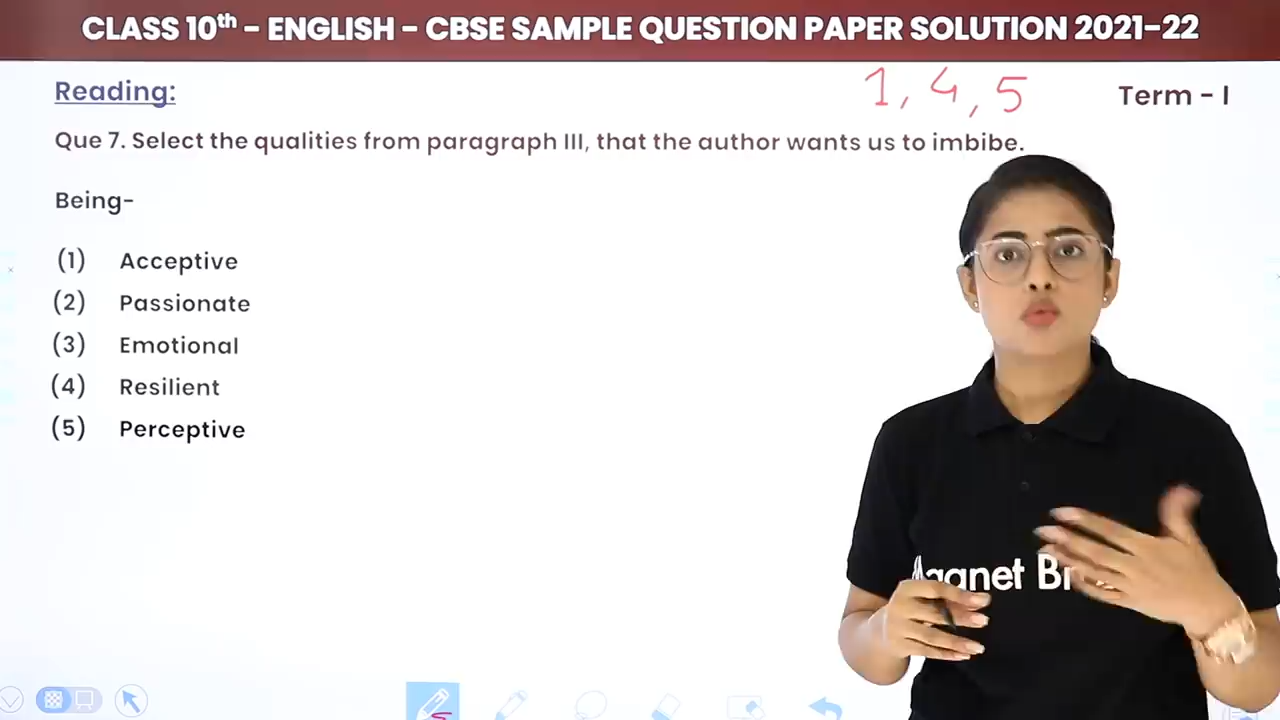 CLASS 10th - ENGLISH - CBSE SAMPLE QUESTION PAPER SOLUTION 2021-22
Reading:
1, 4, 5
Term - I
Que 7. Select the qualities from paragraph III, that the author wants us to imbibe.
Being-
(1) Acceptive
(2) Passionate
(3) Emotional
(4) Resilient
(5) Perceptive